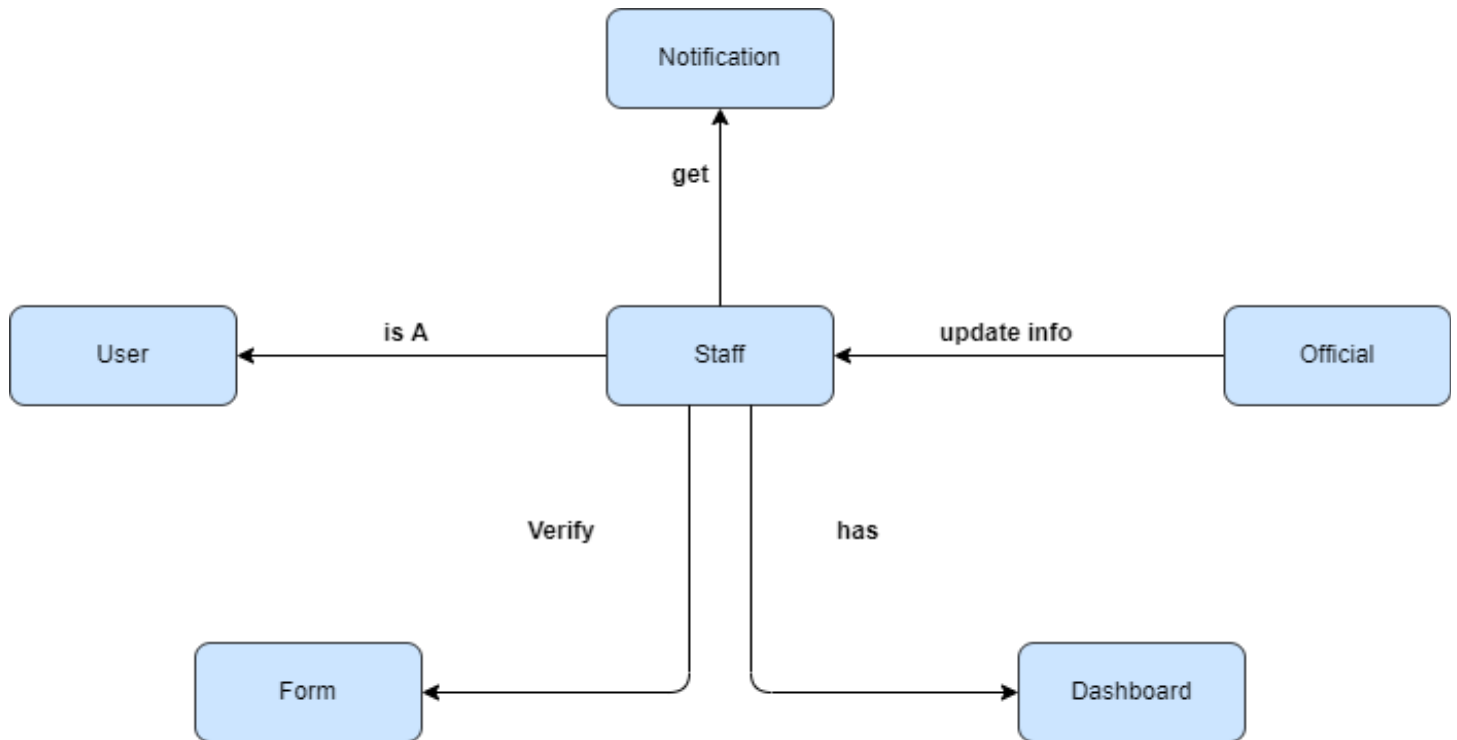 Notification
get
is A
update info
User
Staff
Official
Verify
has
Form
Dashboard